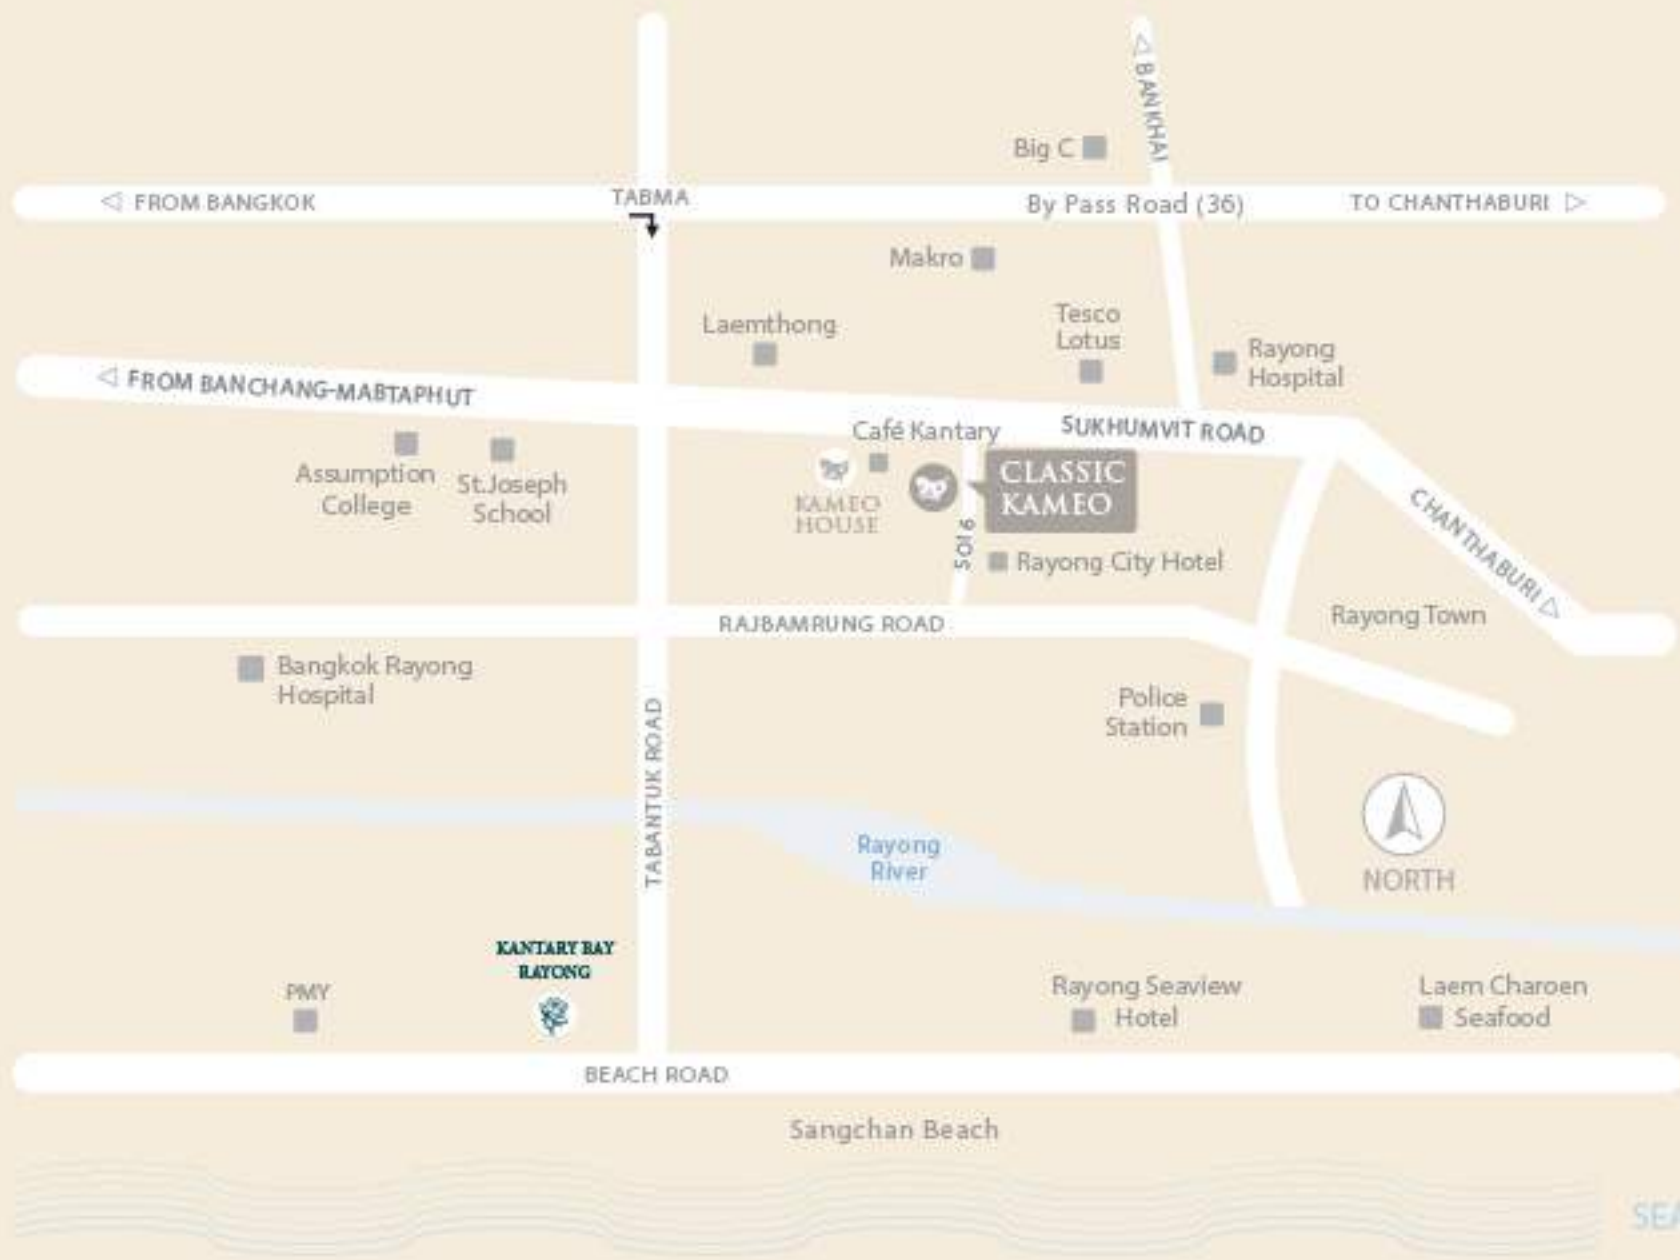 BANKHAI
Big C
FROM BANGKOK
TABMA
By Pass Road (36)
TO CHANTHABURI
Makro
Laemthong
Tesco
Lotus
Rayong
Hospital
FROM BANCHANG-MABTAPHUT
SUKHUMVIT ROAD
Café Kantary
Assumption
College
St.Joseph
School
KAMEO
HOUSE
CLASSIC
KAMEO
CHANTHABURI
SOI 6
Rayong City Hotel
RAJBAMRUNG ROAD
Rayong Town
Bangkok Rayong
Hospital
Police
Station
TABANTUK ROAD
Rayong
River
NORTH
KANTARY BAY
RAYONG
PMY
Rayong Seaview
Hotel
Laem Charoen
Seafood
BEACH ROAD
Sangchan Beach
SEA